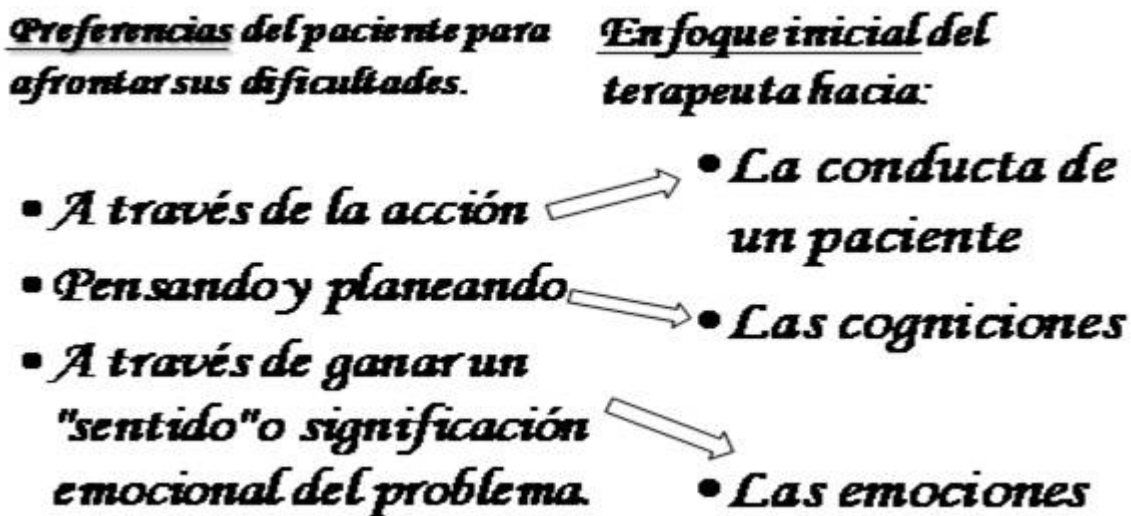 Preferencias del paciente para
afrontar sus dificultades.
• A través de la acción
• Pensando y planeando
• A través de ganar un
"sentido" o significación
emocional del problema.
Enfoque inicial del
terapeuta hacia:
• La conducta de
un paciente
• Las cogniciones
• Las emociones